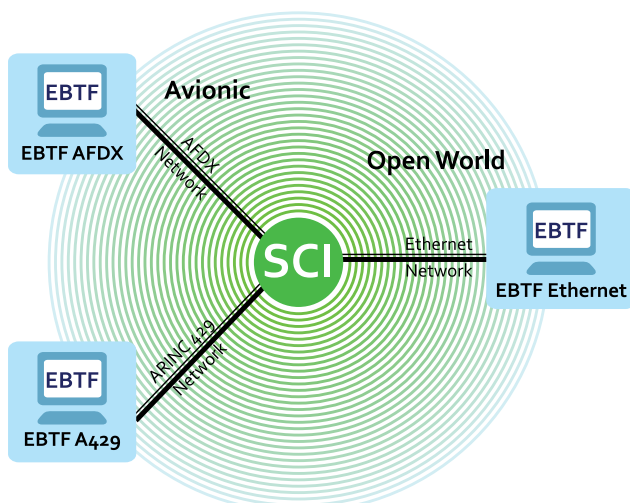 Avionic
EBTF
EBTF AFDX
AFDX
Network
Open World
SCI
Ethernet
Network
EBTF
EBTF Ethernet
ARINC 429
Network
EBTF
EBTF A429